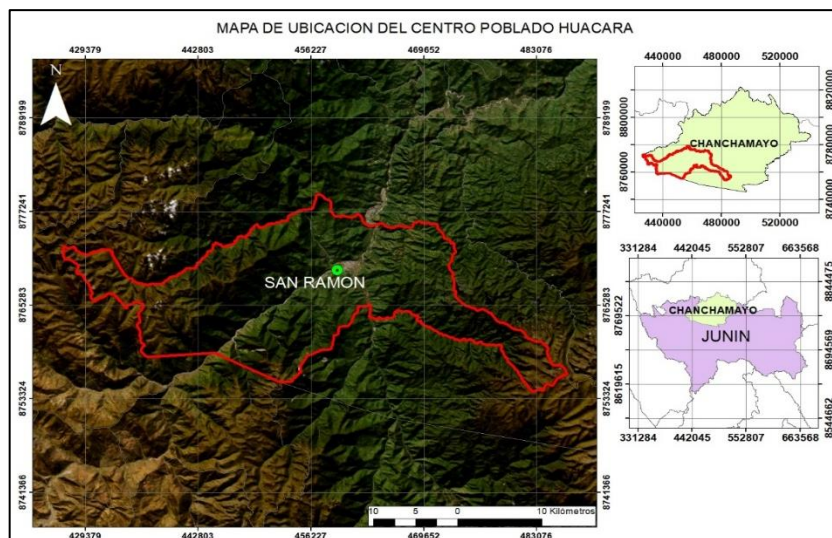 MAPA DE UBICACION DEL CENTRO POBLADO HUACARA
429379 442803 456227 469652 483076
N
8789199 8777241 8765283 8753324 8741366
SAN RAMON
8789199 8777241 8765283 8753324 8741366
10 5 0 10 Kilómetros
429379 442803 456227 469652 483076
440000 480000 520000
8800000 8760000
CHANCHAMAYO
8820000 8780000 8740000
440000 480000 520000
331284 442045 552807 663568
8769522 8619615
CHANCHAMAYO
JUNIN
8844475 8694569 8544662
331284 442045 552807 663568